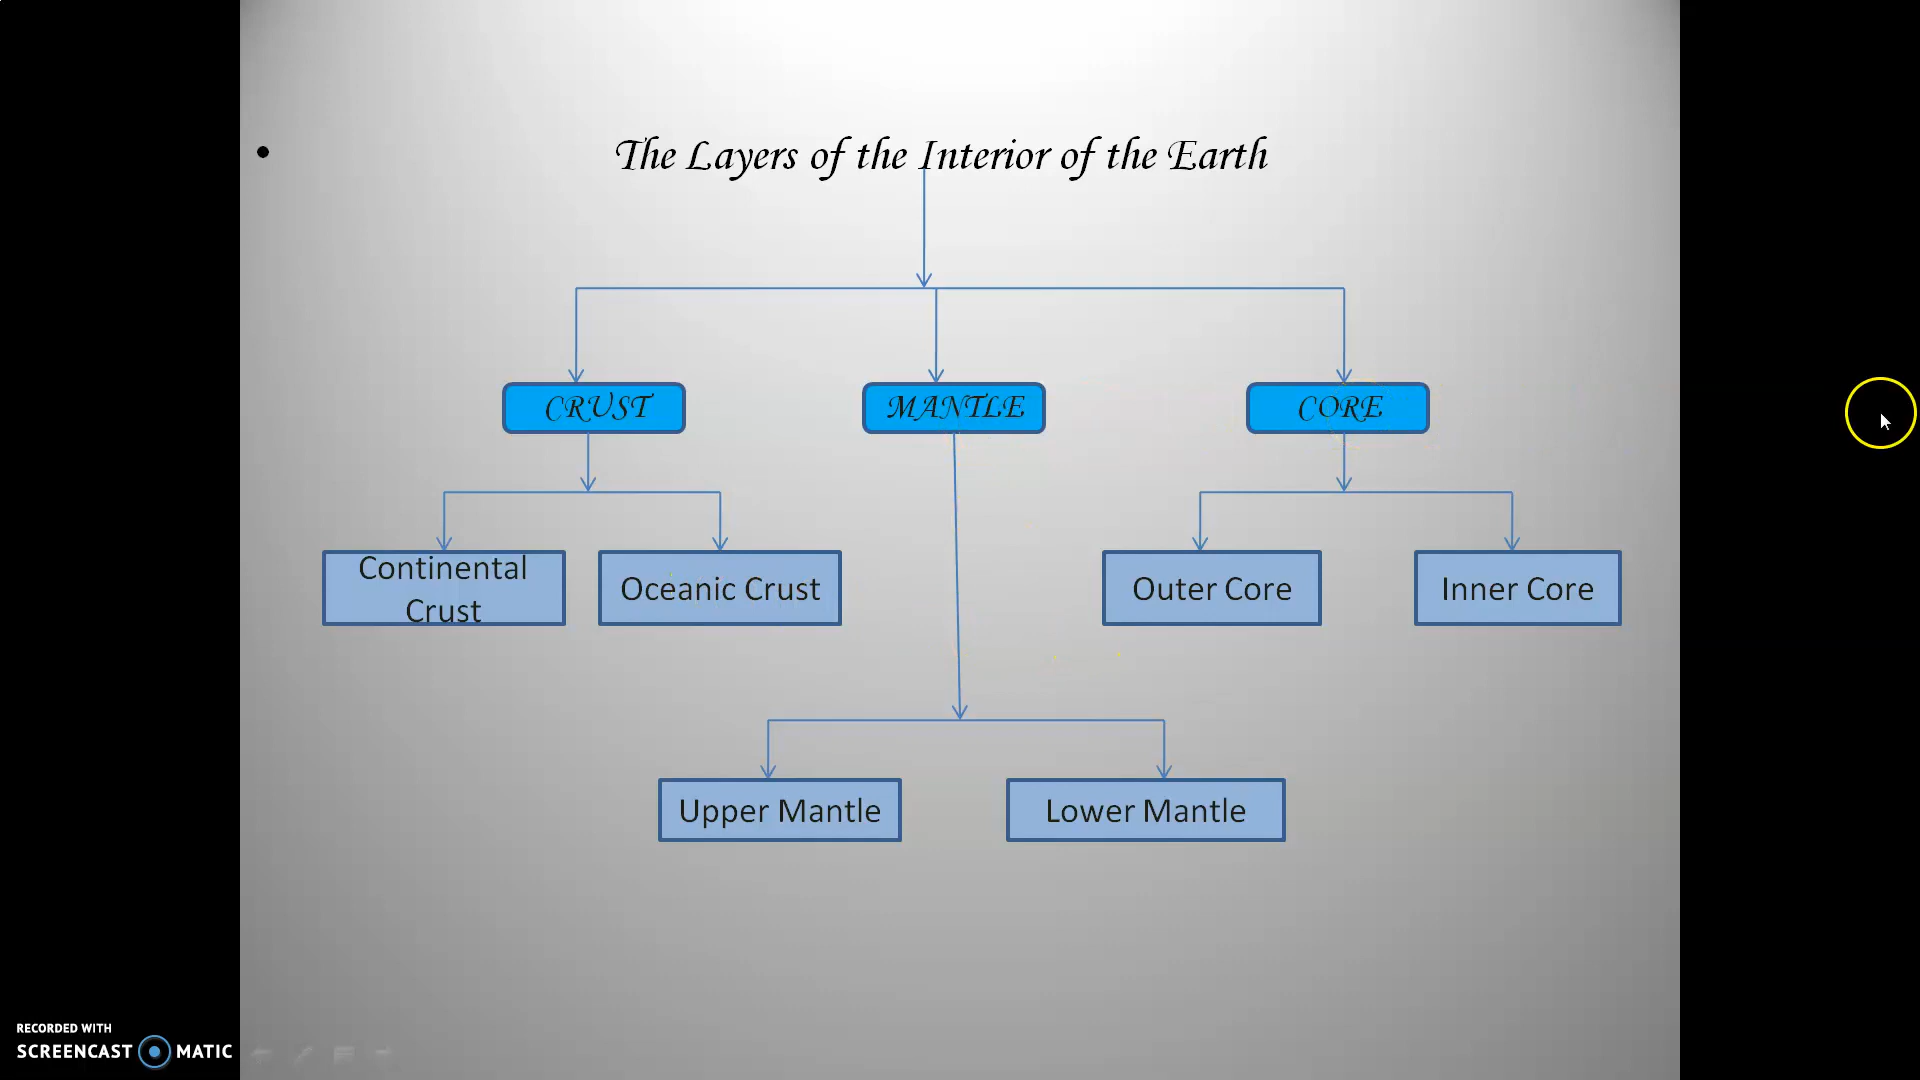 The Layers of the Interior of the Earth
CRUST
MANTLE
CORE
Continental
Crust
Oceanic Crust
Outer Core
Inner Core
Upper Mantle
Lower Mantle
RECORDED WITH
SCREENCAST MATIC